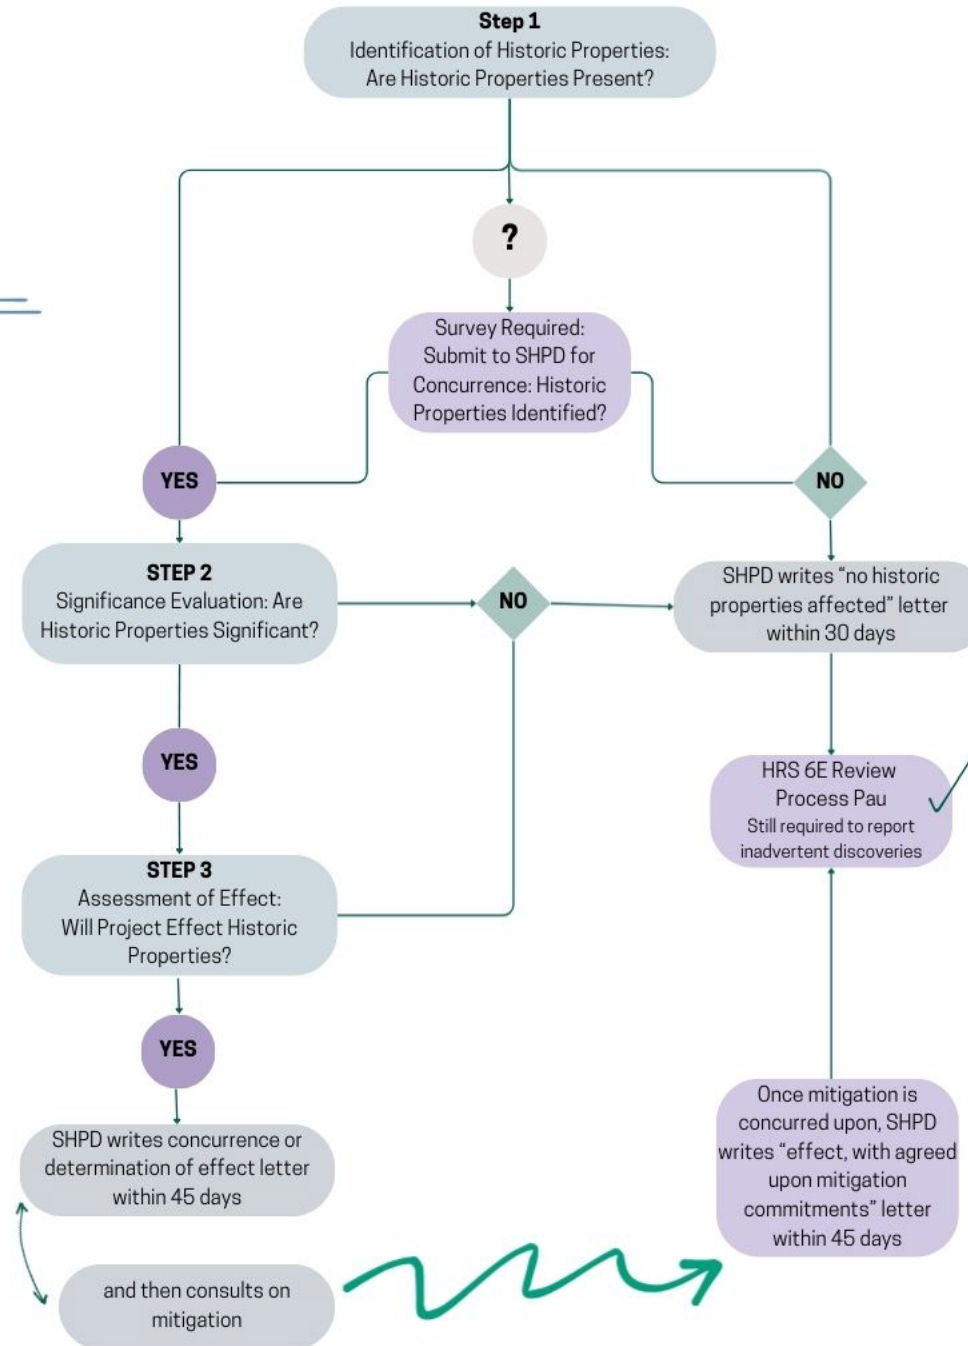 Step 1
Identification of Historic Properties:
Are Historic Properties Present?
?
Survey Required:
Submit to SHPD for
Concurrence: Historic
Properties Identified?
YES
NO
STEP 2
Significance Evaluation: Are
Historic Properties Significant?
NO
SHPD writes “no historic
properties affected” letter
within 30 days
YES
HRS 6E Review
Process Pau
Still required to report
inadvertent discoveries
STEP 3
Assessment of Effect:
Will Project Effect Historic
Properties?
YES
SHPD writes concurrence or
determination of effect letter
within 45 days
Once mitigation is
concurred upon, SHPD
writes “effect, with agreed
upon mitigation
commitments” letter
within 45 days
and then consults on
mitigation